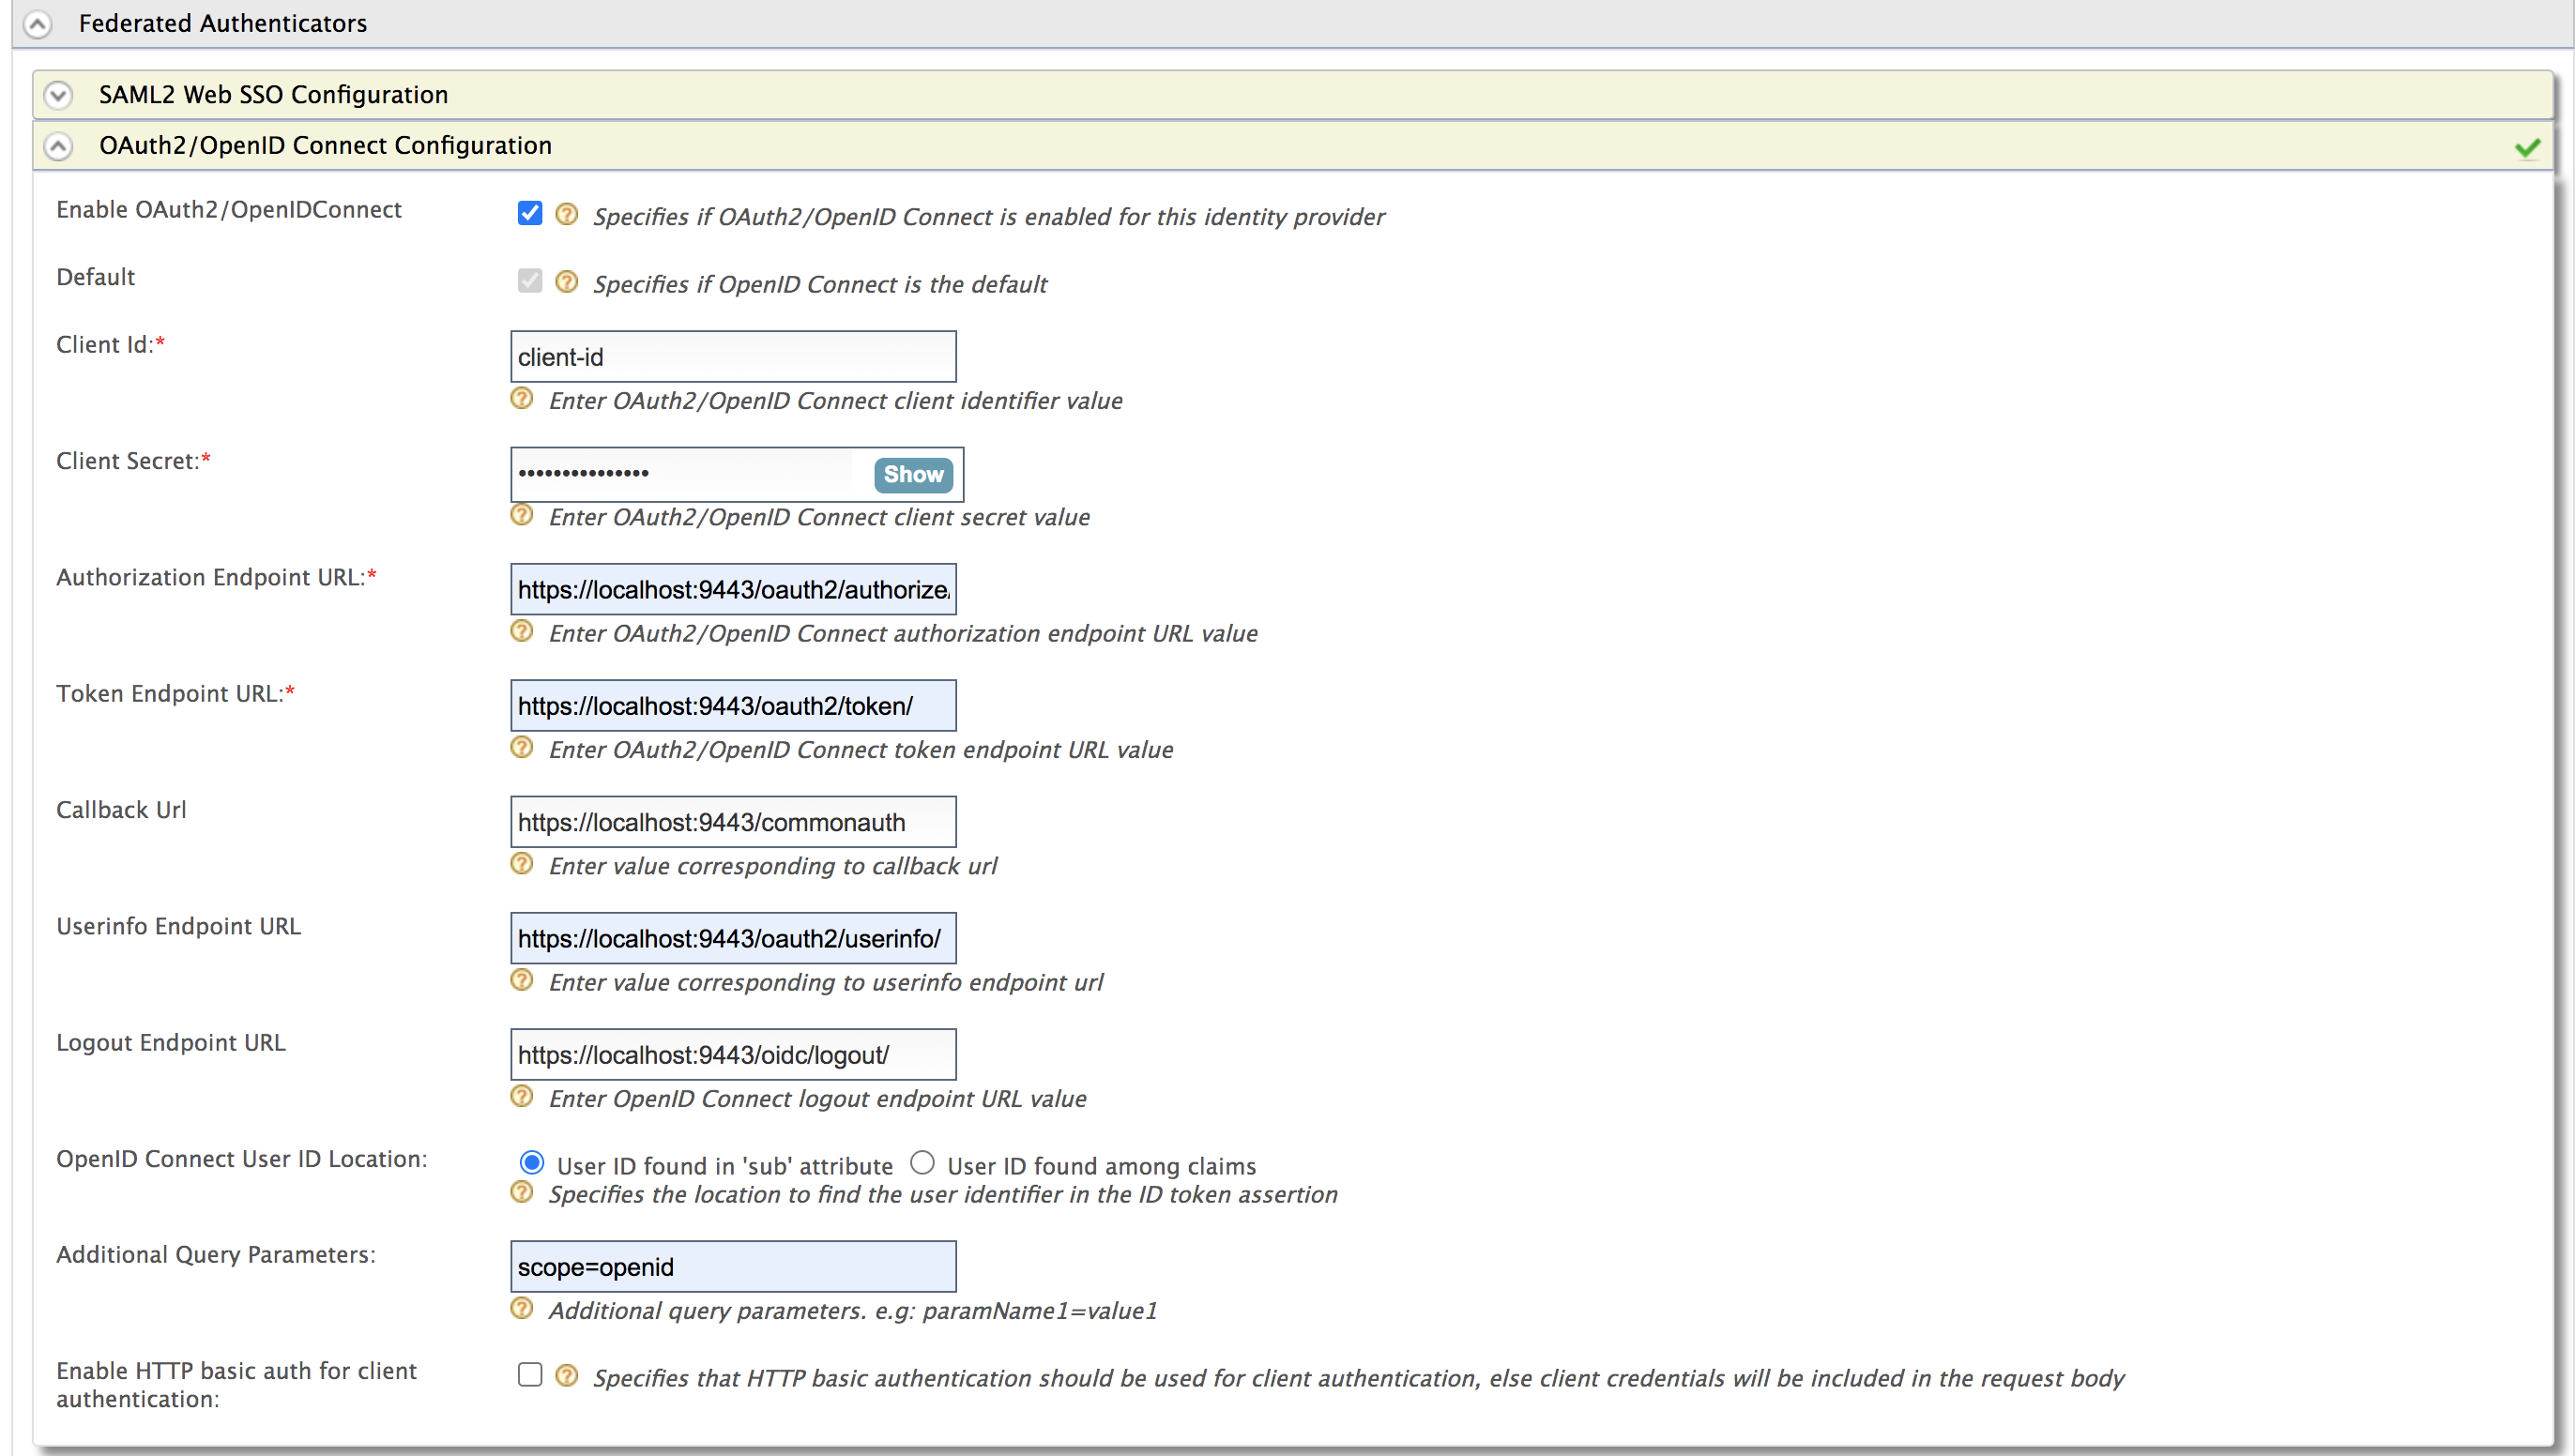 Federated Authenticators
SAML2 Web SSO Configuration
OAuth2/OpenID Connect Configuration
Enable OAuth2/OpenIDConnect
Specifies if OAuth2/OpenID Connect is enabled for this identity provider
Default
Specifies if OpenID Connect is the default
Client Id:*
client-id
Enter OAuth2/OpenID Connect client identifier value
Client Secret:*
••••••••••••••• Show
Enter OAuth2/OpenID Connect client secret value
Authorization Endpoint URL:*
https://localhost:9443/oauth2/authorize/
Enter OAuth2/OpenID Connect authorization endpoint URL value
Token Endpoint URL:*
https://localhost:9443/oauth2/token/
Enter OAuth2/OpenID Connect token endpoint URL value
Callback Url
https://localhost:9443/commonauth
Enter value corresponding to callback url
Userinfo Endpoint URL
https://localhost:9443/oauth2/userinfo/
Enter value corresponding to userinfo endpoint url
Logout Endpoint URL
https://localhost:9443/oidc/logout/
Enter OpenID Connect logout endpoint URL value
OpenID Connect User ID Location:
User ID found in 'sub' attribute User ID found among claims
Specifies the location to find the user identifier in the ID token assertion
Additional Query Parameters:
scope=openid
Additional query parameters. e.g: paramName1=value1
Enable HTTP basic auth for client
authentication:
Specifies that HTTP basic authentication should be used for client authentication, else client credentials will be included in the request body